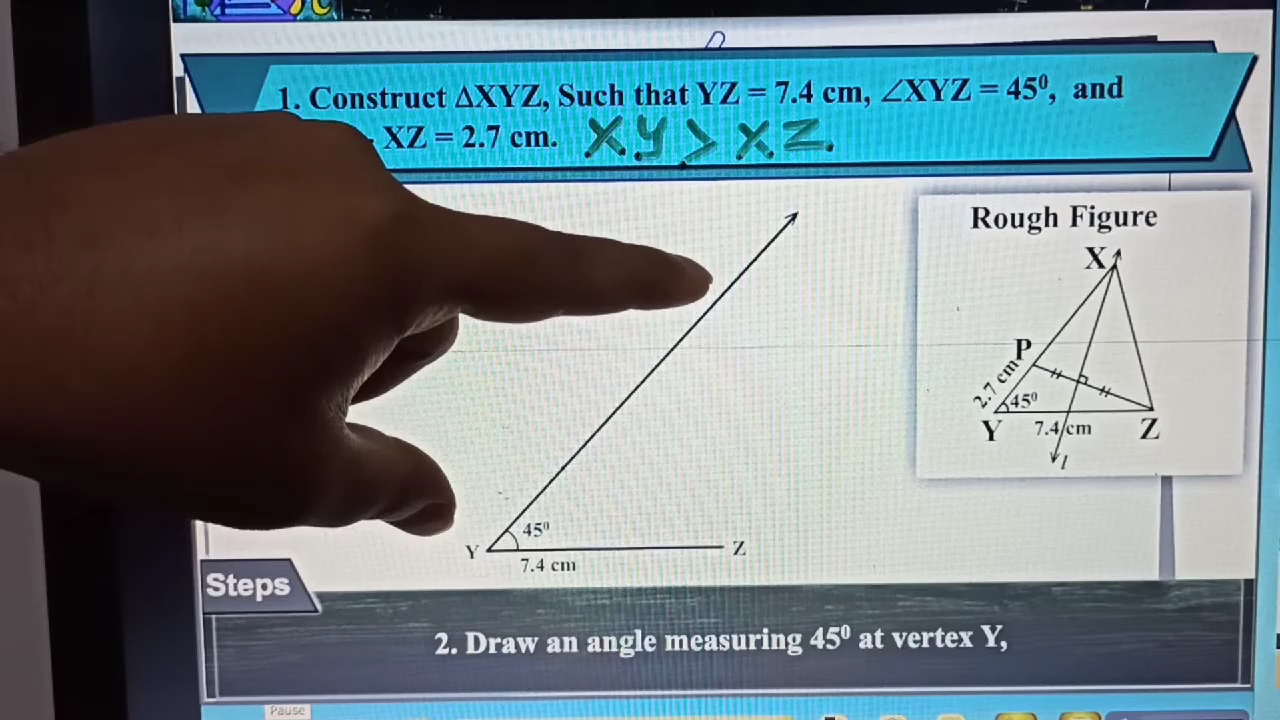 1. Construct ΔXYZ, Such that YZ = 7.4 cm, ∠XYZ = 45⁰, and
XZ = 2.7 cm. XY > XZ.
Rough Figure
X
P
2.7 cm
45⁰
Y
7.4 cm
Z
l
45⁰
Y
Z
7.4 cm
Steps
2. Draw an angle measuring 45⁰ at vertex Y,
Pause